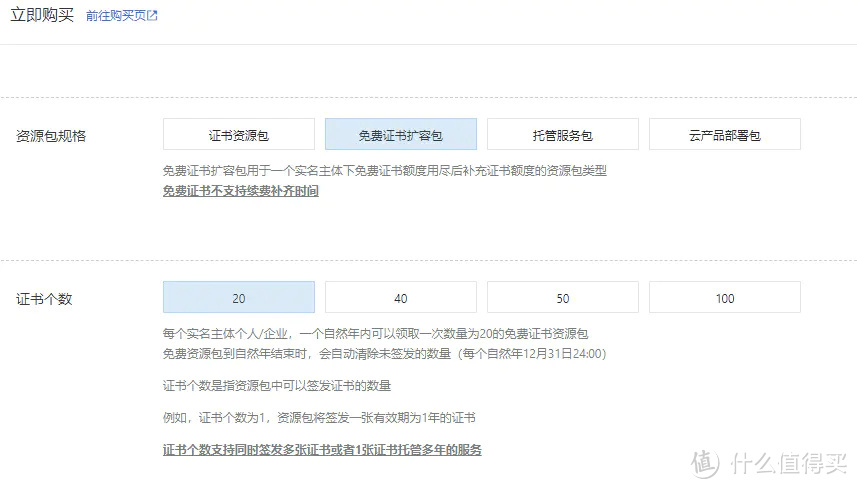 立即购买 前往购买页
资源包规格 证书资源包 免费证书扩容包 托管服务包 云产品部署包
免费证书扩容包用于一个实名主体下免费证书额度用尽后补充证书额度的资源包类型
免费证书不支持续费补齐时间
证书个数 20 40 50 100
每个实名主体个人/企业，一个自然年内可以领取一次数量为20的免费证书资源包
免费资源包到自然年结束时，会自动清除未签发的数量（每个自然年12月31日24:00）
证书个数是指资源包中可以签发证书的数量
例如，证书个数为1，资源包将签发一张有效期为1年的证书
证书个数支持同时签发多张证书或者1张证书托管多年的服务
值 什么值得买